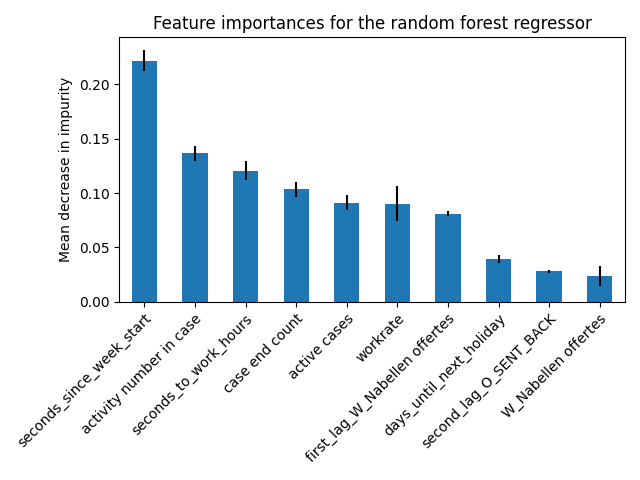 Feature importances for the random forest regressor
Mean decrease in impurity
0.20
0.15
0.10
0.05
0.00
seconds_since_week_start
activity number in case
seconds_to_work_hours
case end count
active cases
workrate
first_lag_W_Nabellen offertes
days_until_next_holiday
second_lag_O_SENT_BACK
W_Nabellen offertes